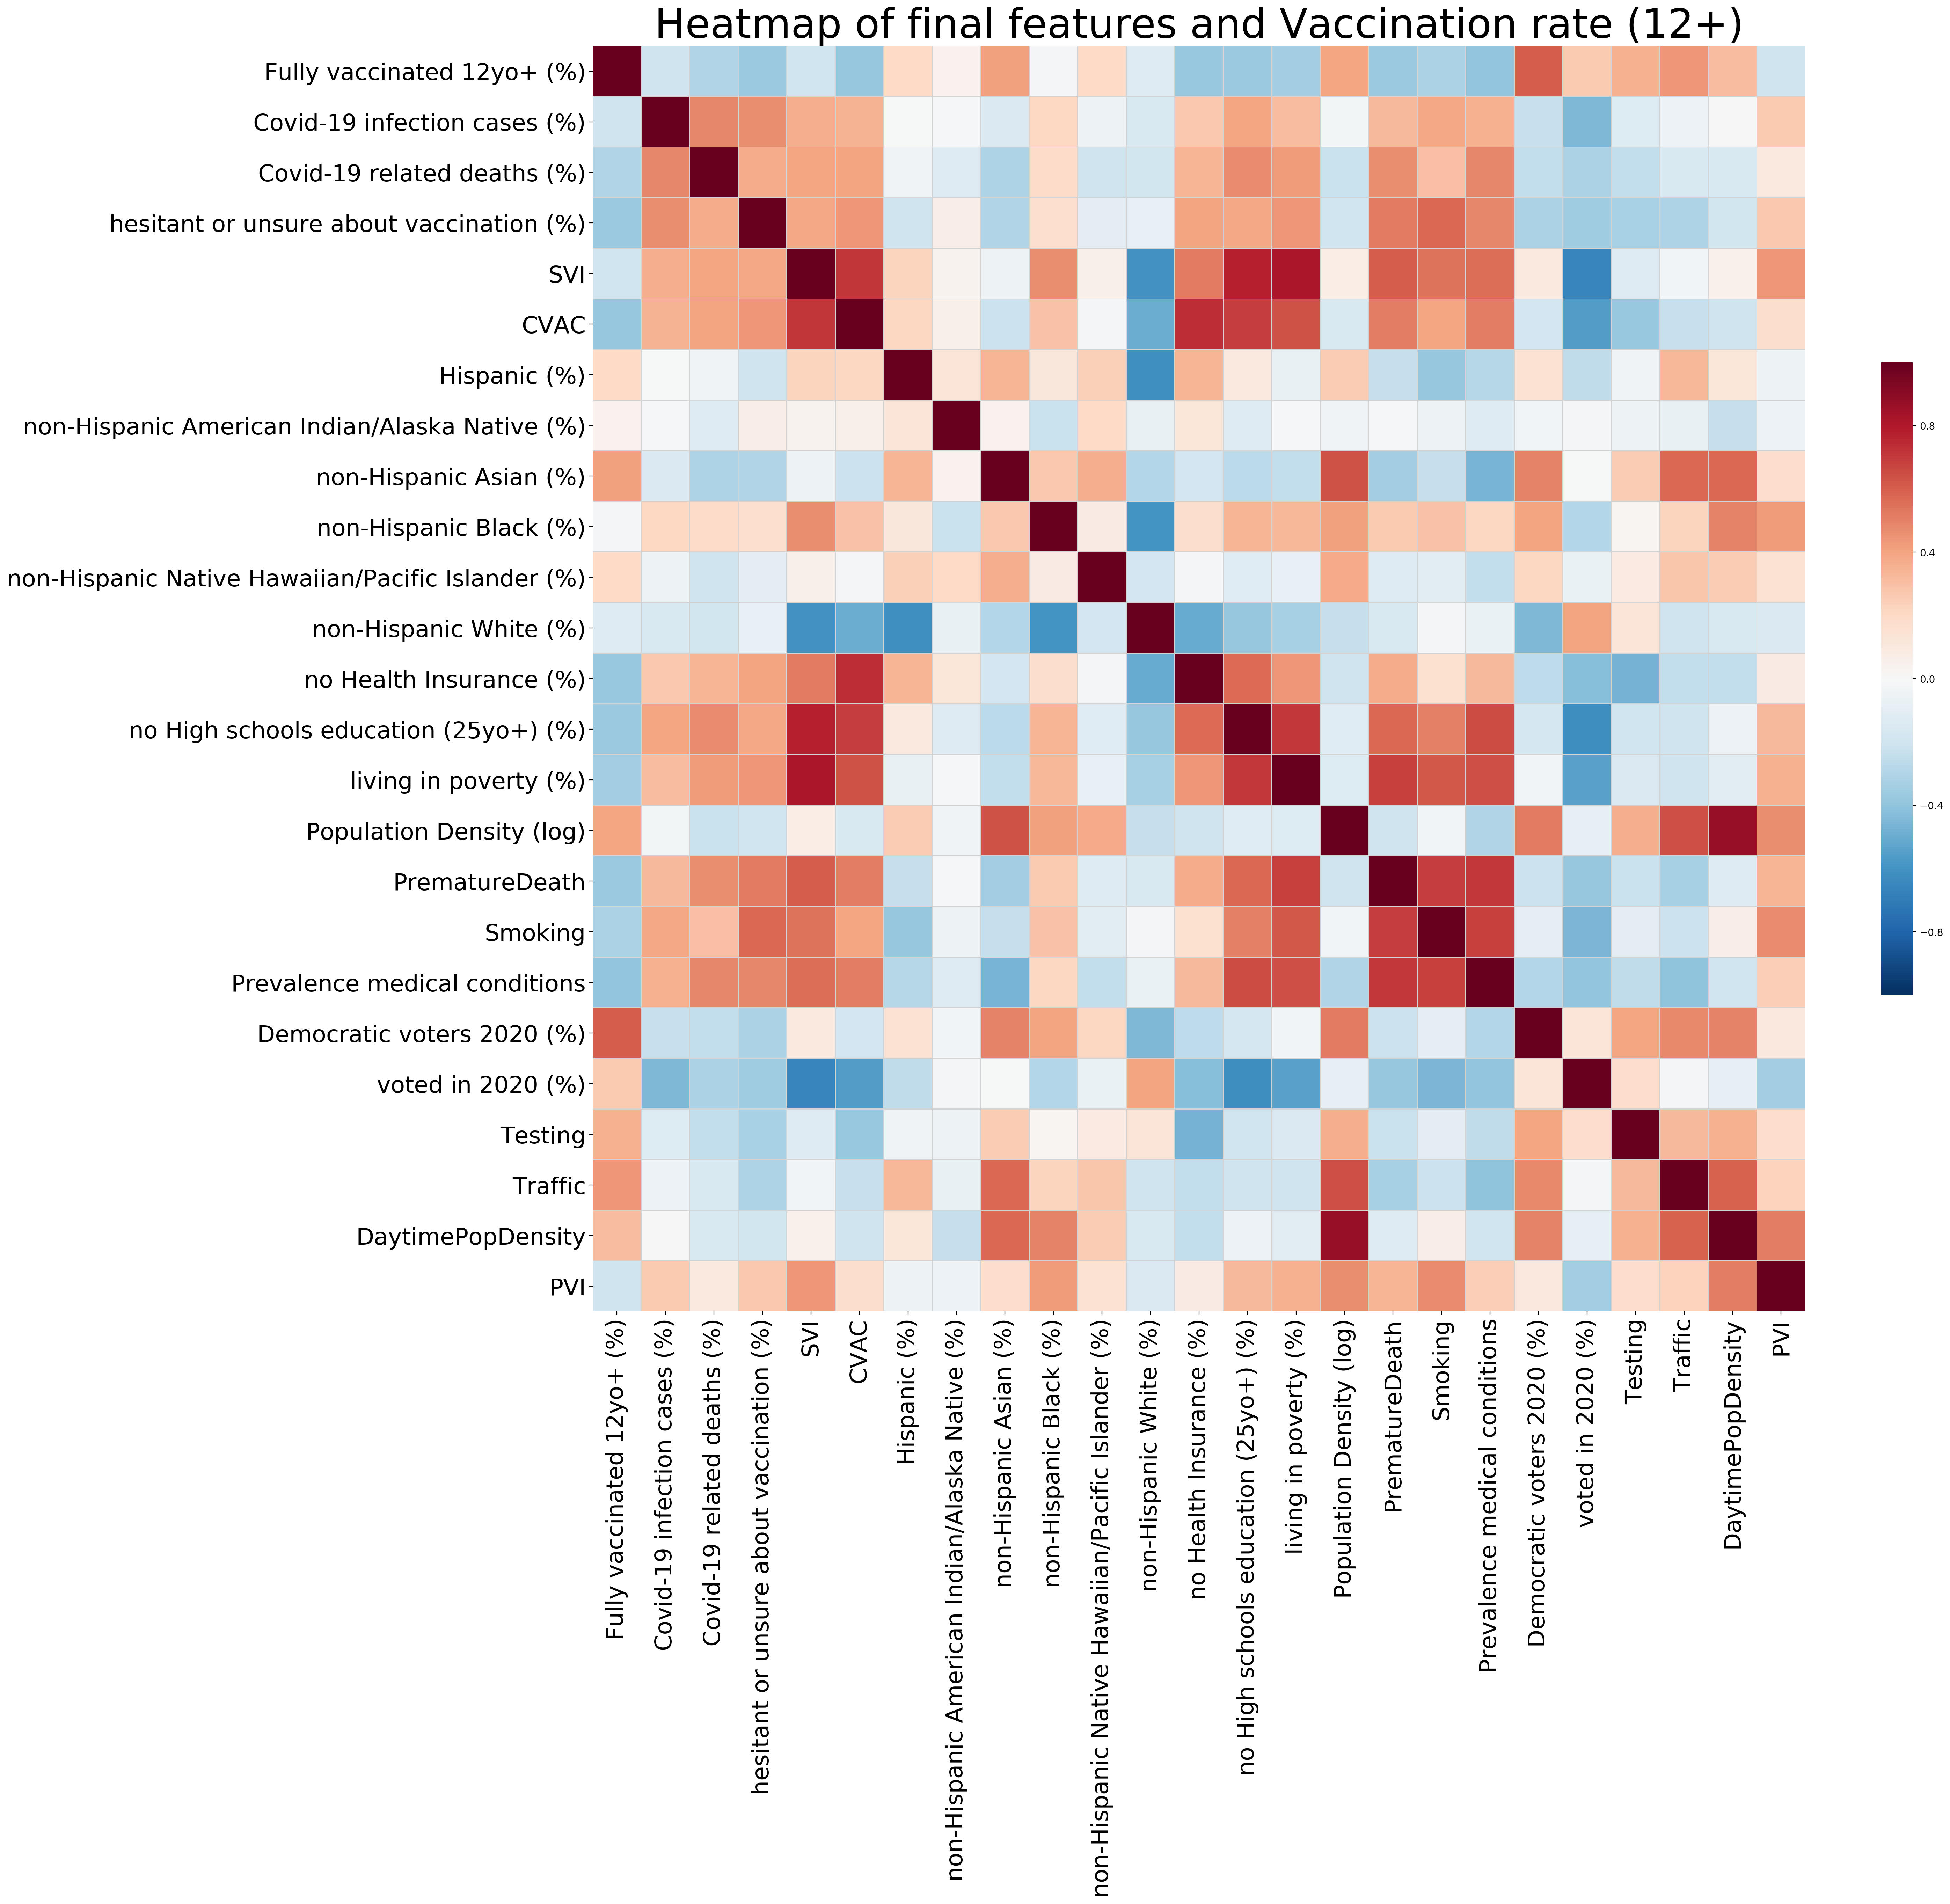 Heatmap of final features and Vaccination rate (12+)
Fully vaccinated 12yo+ (%)
Covid-19 infection cases (%)
Covid-19 related deaths (%)
hesitant or unsure about vaccination (%)
SVI
CVAC
Hispanic (%)
non-Hispanic American Indian/Alaska Native (%)
non-Hispanic Asian (%)
non-Hispanic Black (%)
non-Hispanic Native Hawaiian/Pacific Islander (%)
non-Hispanic White (%)
no Health Insurance (%)
no High schools education (25yo+) (%)
living in poverty (%)
Population Density (log)
PrematureDeath
Smoking
Prevalence medical conditions
Democratic voters 2020 (%)
voted in 2020 (%)
Testing
Traffic
DaytimePopDensity
PVI
0.8
0.4
0.0
−0.4
−0.8
Fully vaccinated 12yo+ (%)
Covid-19 infection cases (%)
Covid-19 related deaths (%)
hesitant or unsure about vaccination (%)
SVI
CVAC
Hispanic (%)
non-Hispanic American Indian/Alaska Native (%)
non-Hispanic Asian (%)
non-Hispanic Black (%)
non-Hispanic Native Hawaiian/Pacific Islander (%)
non-Hispanic White (%)
no Health Insurance (%)
no High schools education (25yo+) (%)
living in poverty (%)
Population Density (log)
PrematureDeath
Smoking
Prevalence medical conditions
Democratic voters 2020 (%)
voted in 2020 (%)
Testing
Traffic
DaytimePopDensity
PVI